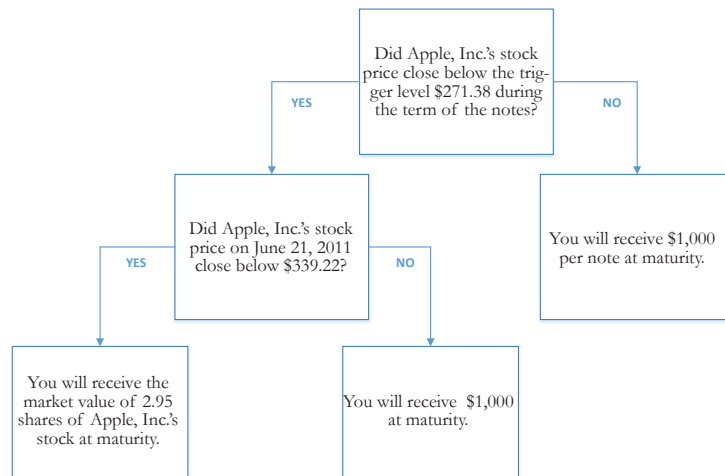 Did Apple, Inc.'s stock
price close below the trig-
ger level $271.38 during
the term of the notes?
YES
NO
Did Apple, Inc.'s stock
price on June 21, 2011
close below $339.22?
You will receive $1,000
per note at maturity.
YES
NO
You will receive the
market value of 2.95
shares of Apple, Inc.'s
stock at maturity.
You will receive $1,000
at maturity.